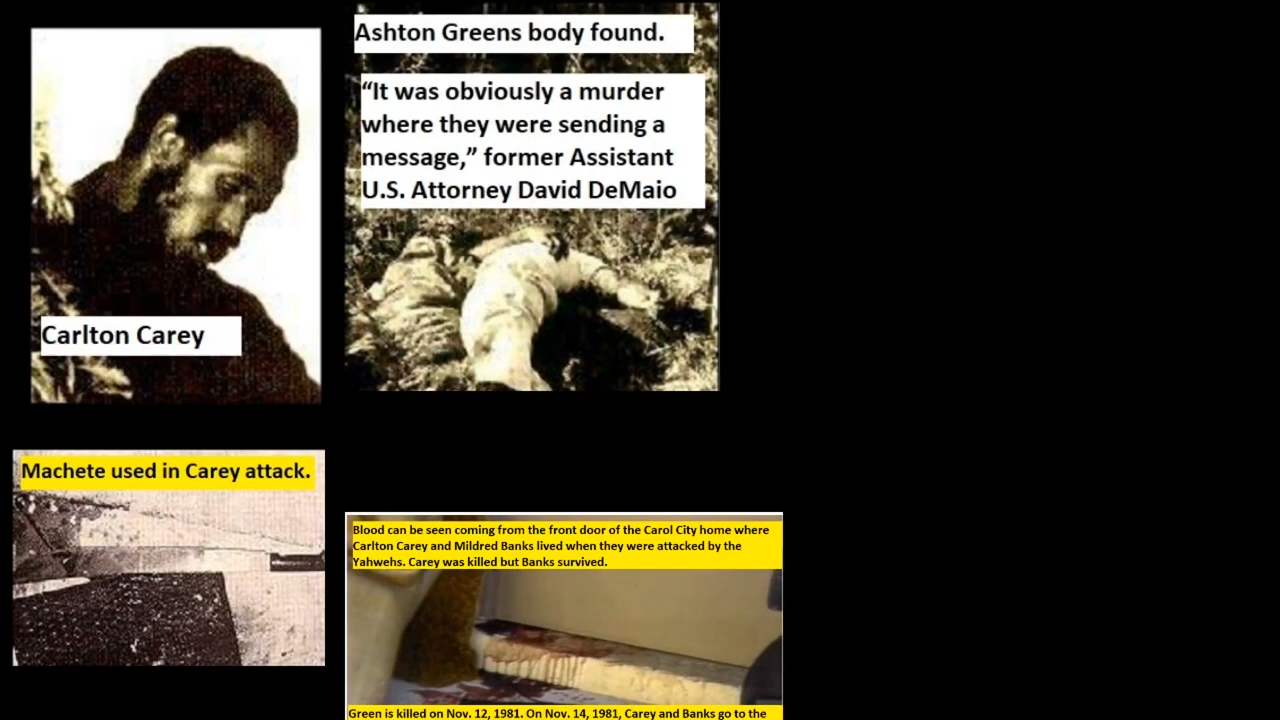 Ashton Greens body found.
“It was obviously a murder
where they were sending a
message,” former Assistant
U.S. Attorney David DeMaio
Carlton Carey
Machete used in Carey attack.
Blood can be seen coming from the front door of the Carol City home where
Carlton Carey and Mildred Banks lived when they were attacked by the
Yahwehs. Carey was killed but Banks survived.
Green is killed on Nov. 12, 1981. On Nov. 14, 1981, Carey and Banks go to the